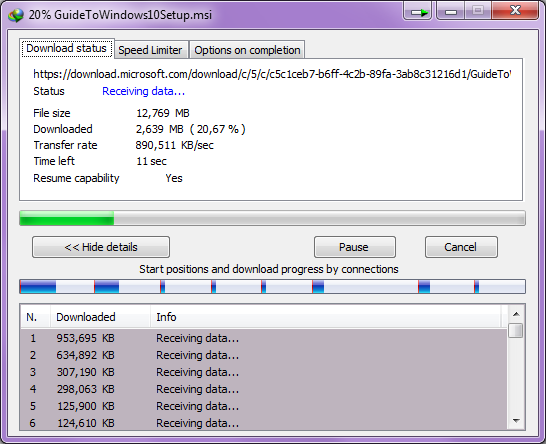 20% GuideToWindows10Setup.msi
Download status Speed Limiter Options on completion
https://download.microsoft.com/download/c/5/c/c5c1ceb7-b6ff-4c2b-89fa-3ab8c31216d1/GuideToW
Status Receiving data...
File size 12,769 MB
Downloaded 2,639 MB ( 20,67 % )
Transfer rate 890,511 KB/sec
Time left 11 sec
Resume capability Yes
<< Hide details Pause Cancel
Start positions and download progress by connections
N. Downloaded Info
1 953,695 KB Receiving data...
2 634,892 KB Receiving data...
3 307,190 KB Receiving data...
4 298,063 KB Receiving data...
5 125,900 KB Receiving data...
6 124,610 KB Receiving data...